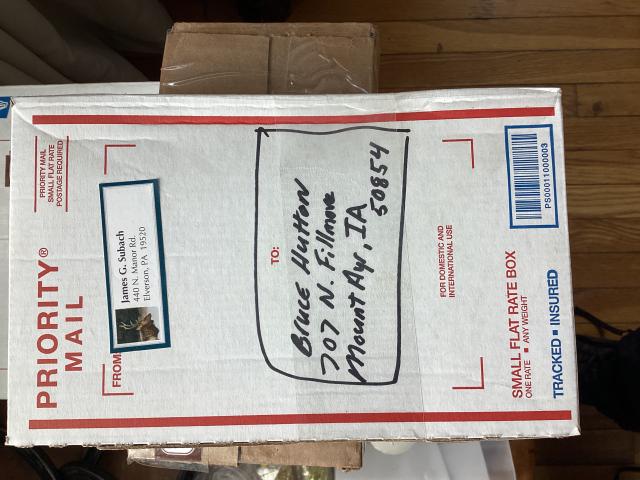 PRIORITY®
MAIL
PRIORITY MAIL
SMALL FLAT RATE
POSTAGE REQUIRED
FROM
James G. Subach
440 N. Manor Rd.
Elverson, PA 19520
TO:
Bruce Hutton
707 N. Fillmore
Mount Ayr, IA
50854
FOR DOMESTIC AND
INTERNATIONAL USE
SMALL FLAT RATE BOX
ONE RATE ■ ANY WEIGHT
TRACKED ■ INSURED
PS00011000003